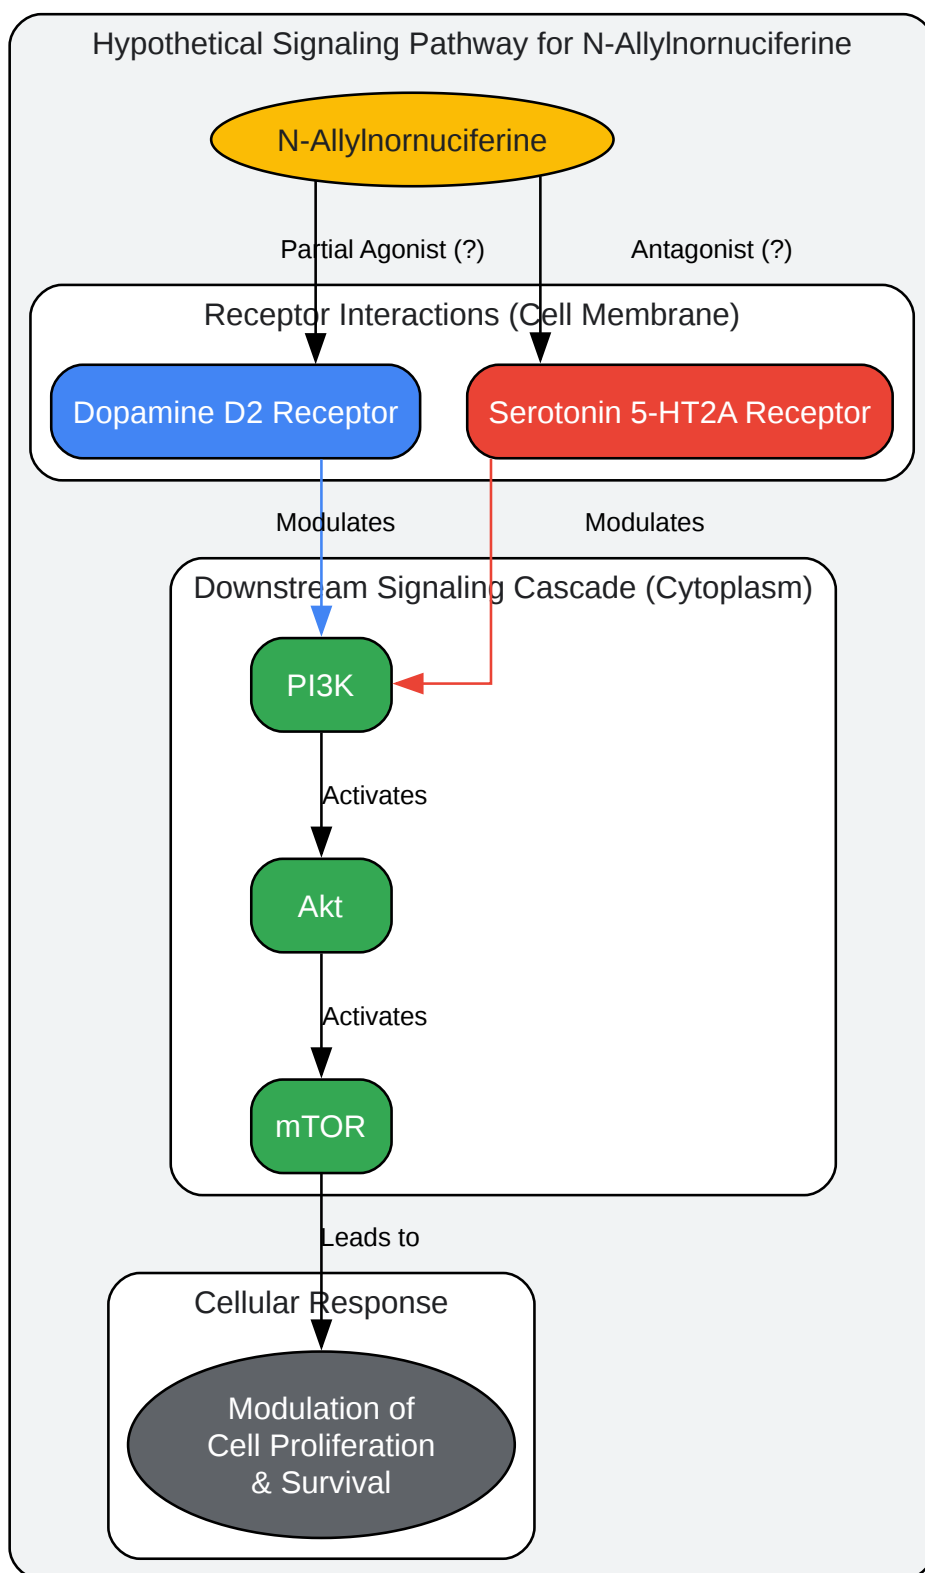 Hypothetical Signaling Pathway for N-Allylnornuciferine
N-Allylnornuciferine
Partial Agonist (?)
Antagonist (?)
Receptor Interactions (Cell Membrane)
Dopamine D2 Receptor
Serotonin 5-HT2A Receptor
Modulates
Modulates
Downstream Signaling Cascade (Cytoplasm)
PI3K
Activates
Akt
Activates
mTOR
Leads to
Cellular Response
Modulation of
Cell Proliferation
& Survival